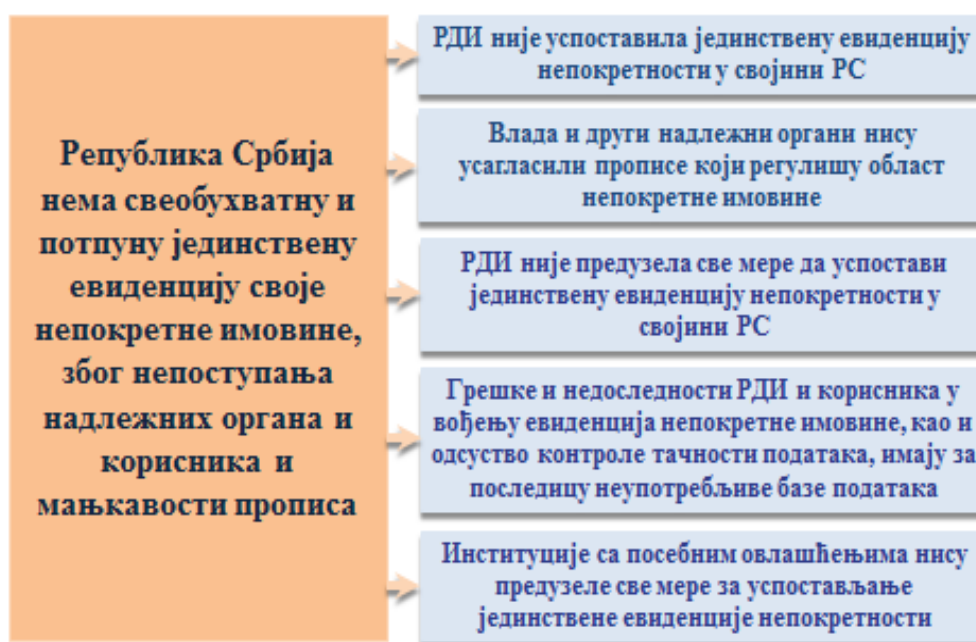 Република Србија
нема свеобухватну и
потпуну јединствену
евиденцију своје
непокретне имовине,
због непоступања
надлежних органа и
корисника и
мањкавости прописа
РДИ није успоставила јединствену евиденцију
непокретности у својини РС
Влада и други надлежни органи нису
усагласили прописе који регулишу област
непокретне имовине
РДИ није предузела све мере да успостави
јединствену евиденцију непокретности у
својини РС
Грешке и недоследности РДИ и корисника у
вођењу евиденција непокретне имовине, као и
одсуство контроле тачности података, имају за
последицу неупотребљиве базе података
Институције са посебним овлашћењима нису
предузеле све мере за успостављање
јединствене евиденције непокретности